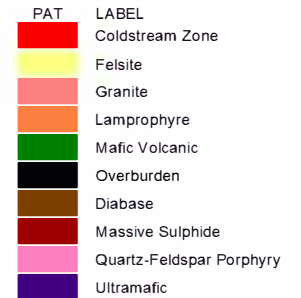 PAT LABEL
Coldstream Zone
Felsite
Granite
Lamprophyre
Mafic Volcanic
Overburden
Diabase
Massive Sulphide
Quartz-Feldspar Porphyry
Ultramafic